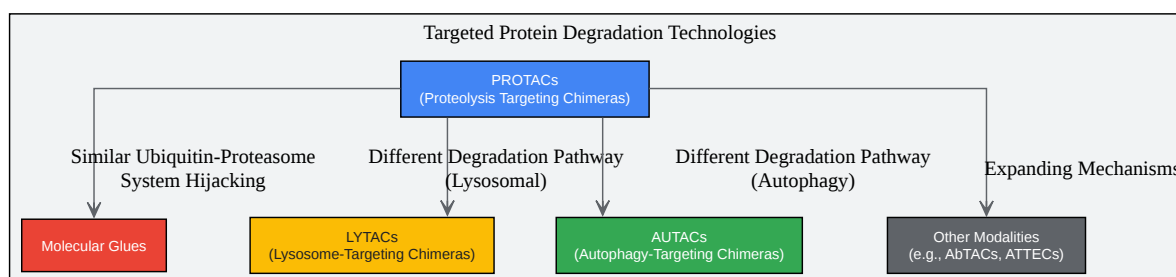 Targeted Protein Degradation Technologies
PROTACs
(Proteolysis Targeting Chimeras)
Similar Ubiquitin-Proteasome
System Hijacking
Different Degradation Pathway
(Lysosomal)
Different Degradation Pathway
(Autophagy)
Expanding Mechanisms
Molecular Glues
LYTACs
(Lysosome-Targeting Chimeras)
AUTACs
(Autophagy-Targeting Chimeras)
Other Modalities
(e.g., AbTACs, ATTECs)